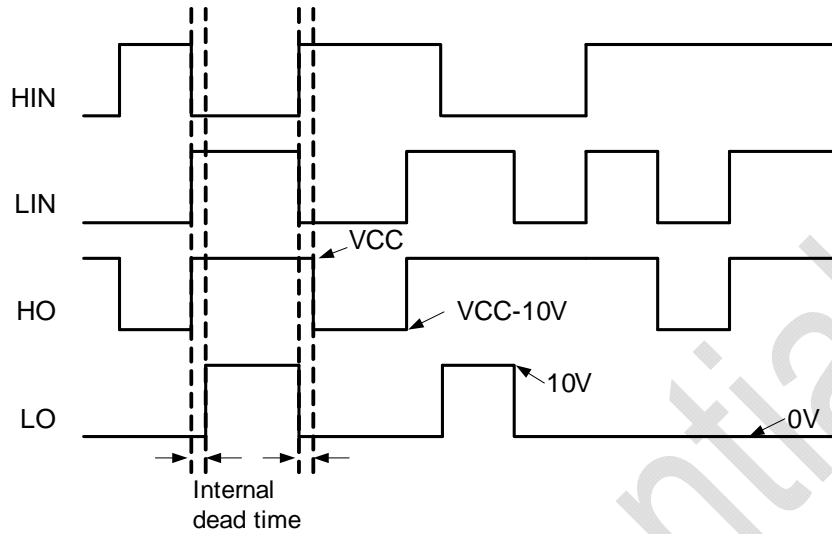 HIN
LIN
VCC
HO
VCC-10V
10V
LO
0V
Internal
dead time